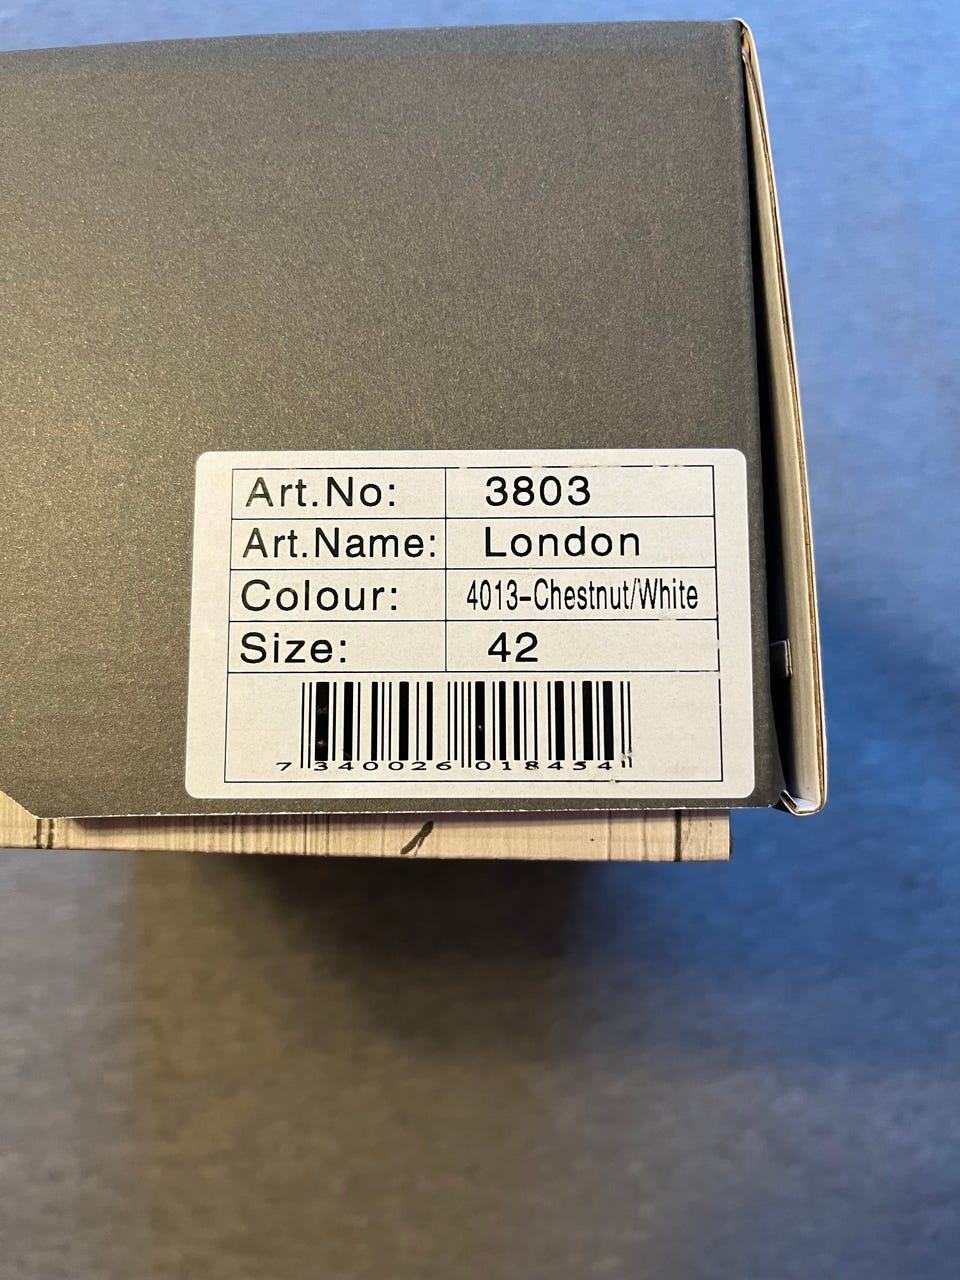 Art.No: 3803
Art.Name: London
Colour: 4013-Chestnut/White
Size: 42
7 340026 018454